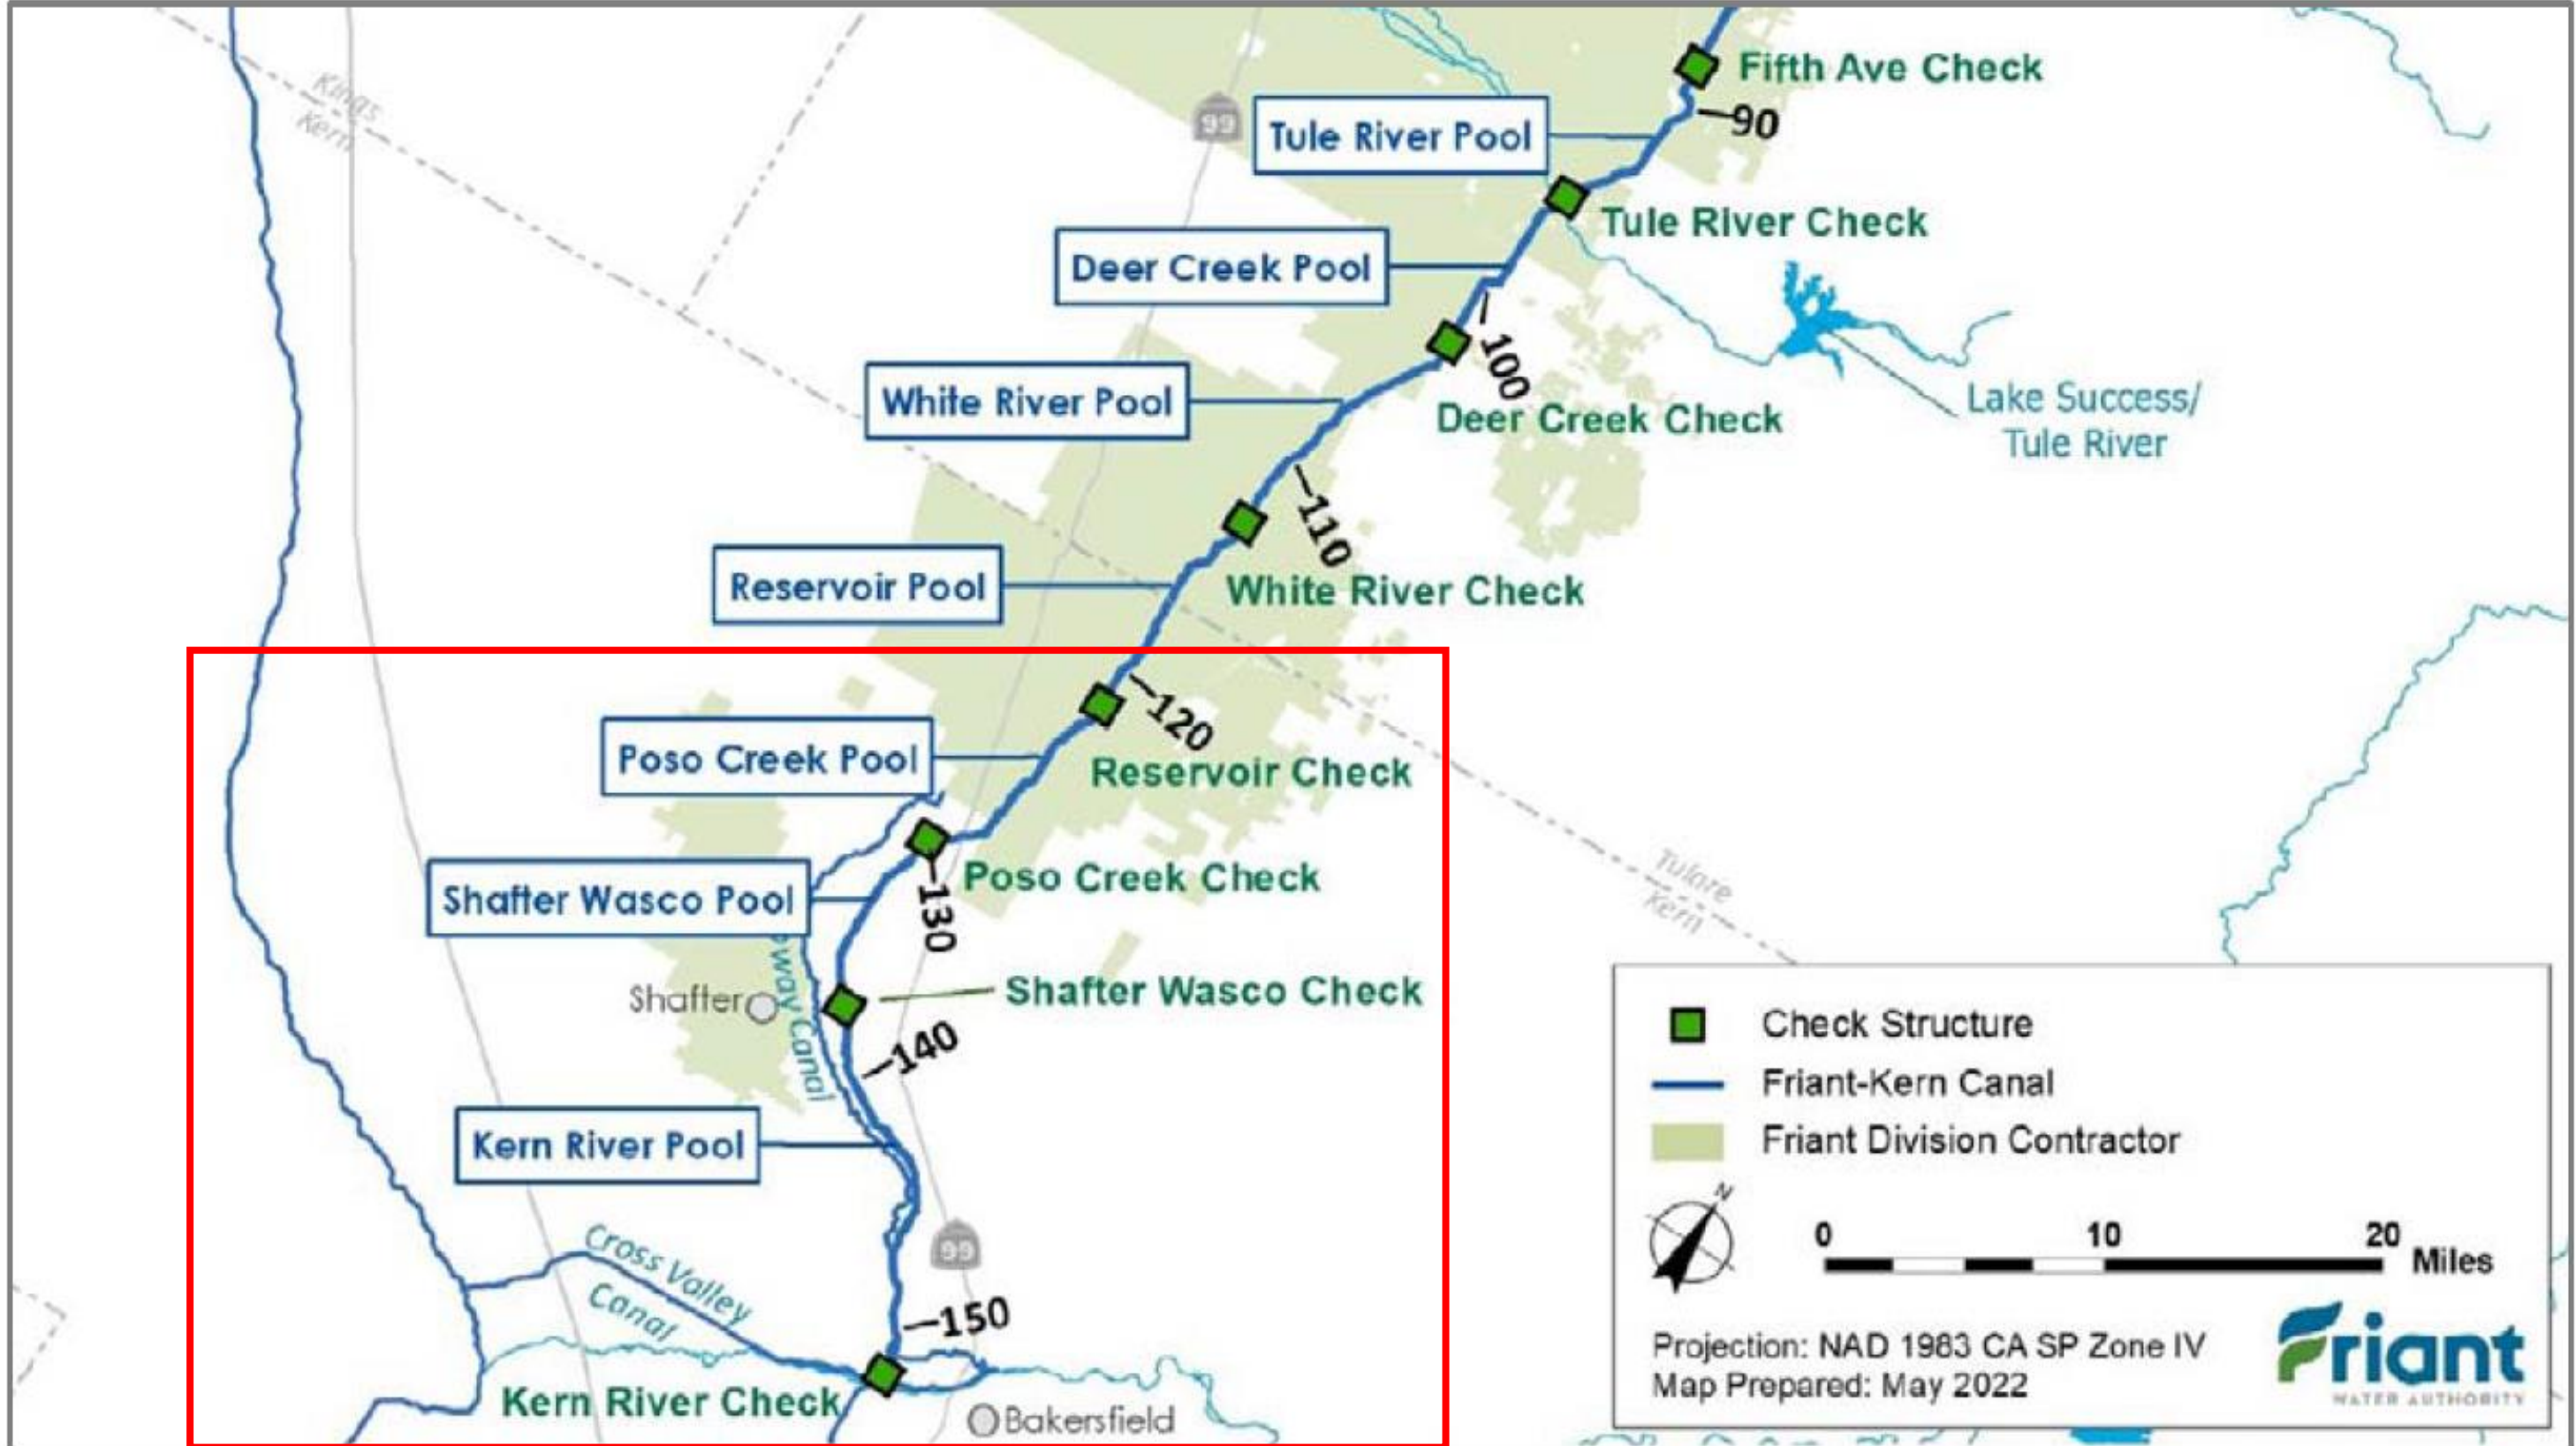 Kings
Kern
99
Fifth Ave Check
90
Tule River Pool
Tule River Check
Deer Creek Pool
100
White River Pool
Deer Creek Check
Lake Success/
Tule River
110
Reservoir Pool
White River Check
120
Poso Creek Pool
Reservoir Check
Tulare
Kern
Poso Creek Check
Shafter Wasco Pool
130
way Canal
Shafter
Shafter Wasco Check
140
Kern River Pool
99
Cross Valley
Canal
150
Kern River Check
Bakersfield
Check Structure
Friant-Kern Canal
Friant Division Contractor
N
0 10 20 Miles
Projection: NAD 1983 CA SP Zone IV
Map Prepared: May 2022
Friant
WATER AUTHORITY